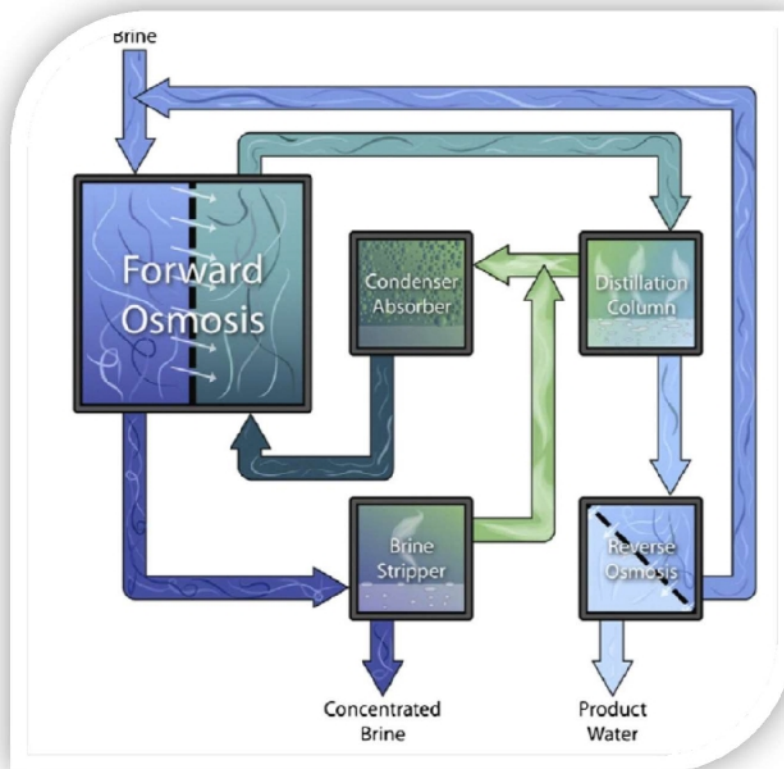 Brine
Forward
Osmosis
Condenser
Absorber
Distillation
Column
Brine
Stripper
Reverse
Osmosis
Concentrated
Brine
Product
Water